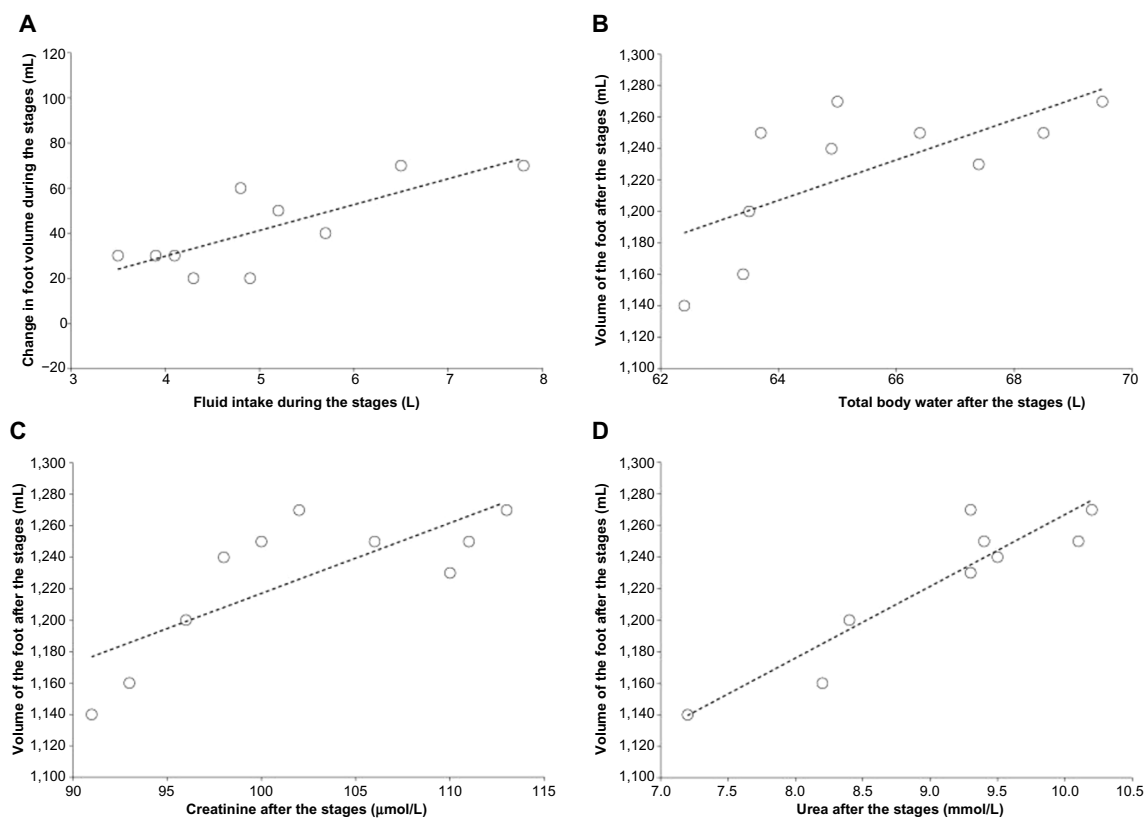 A
Change in foot volume during the stages (mL)
120
100
80
60
40
20
0
−20
3 4 5 6 7 8
Fluid intake during the stages (L)
B
Volume of the foot after the stages (mL)
1,300
1,280
1,260
1,240
1,220
1,200
1,180
1,160
1,140
1,120
1,100
62 64 66 68 70
Total body water after the stages (L)
C
Volume of the foot after the stages (mL)
1,300
1,280
1,260
1,240
1,220
1,200
1,180
1,160
1,140
1,120
1,100
90 95 100 105 110 115
Creatinine after the stages (μmol/L)
D
Volume of the foot after the stages (mL)
1,300
1,280
1,260
1,240
1,220
1,200
1,180
1,160
1,140
1,120
1,100
7.0 7.5 8.0 8.5 9.0 9.5 10.0 10.5
Urea after the stages (mmol/L)